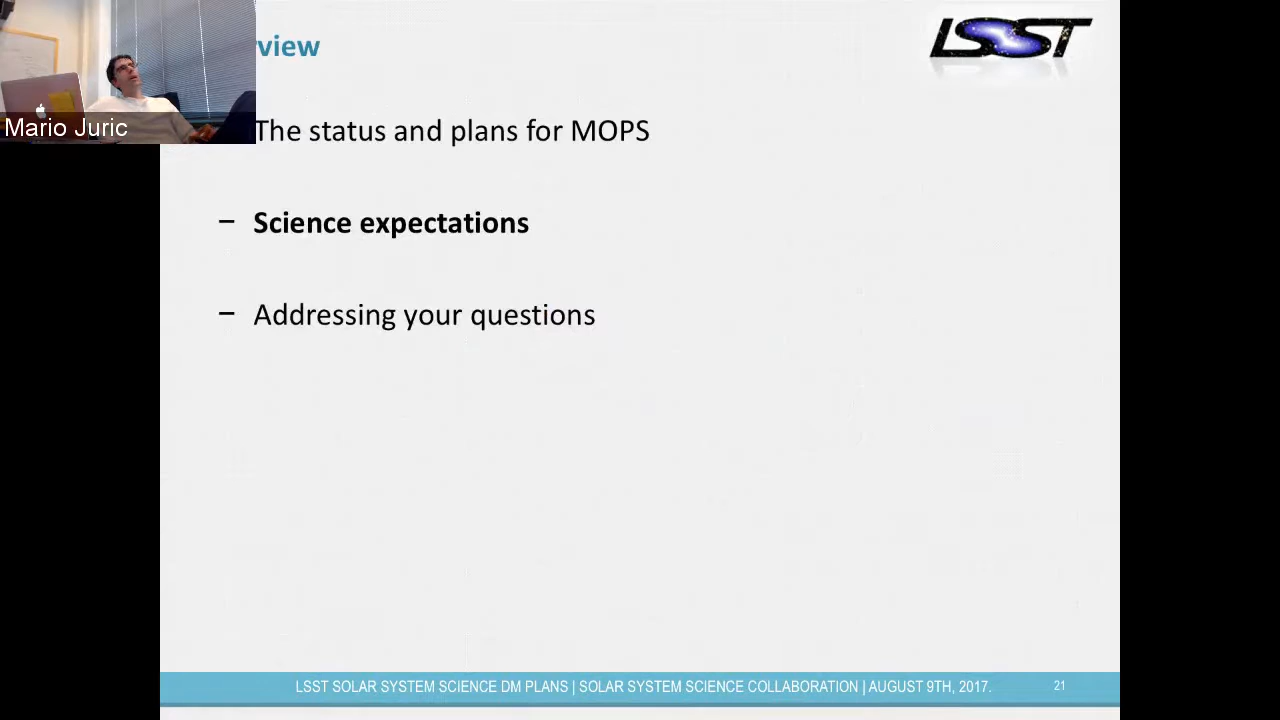 rview
LSST
Mario Juric
The status and plans for MOPS
– Science expectations
– Addressing your questions
LSST SOLAR SYSTEM SCIENCE DM PLANS | SOLAR SYSTEM SCIENCE COLLABORATION | AUGUST 9TH, 2017.
21